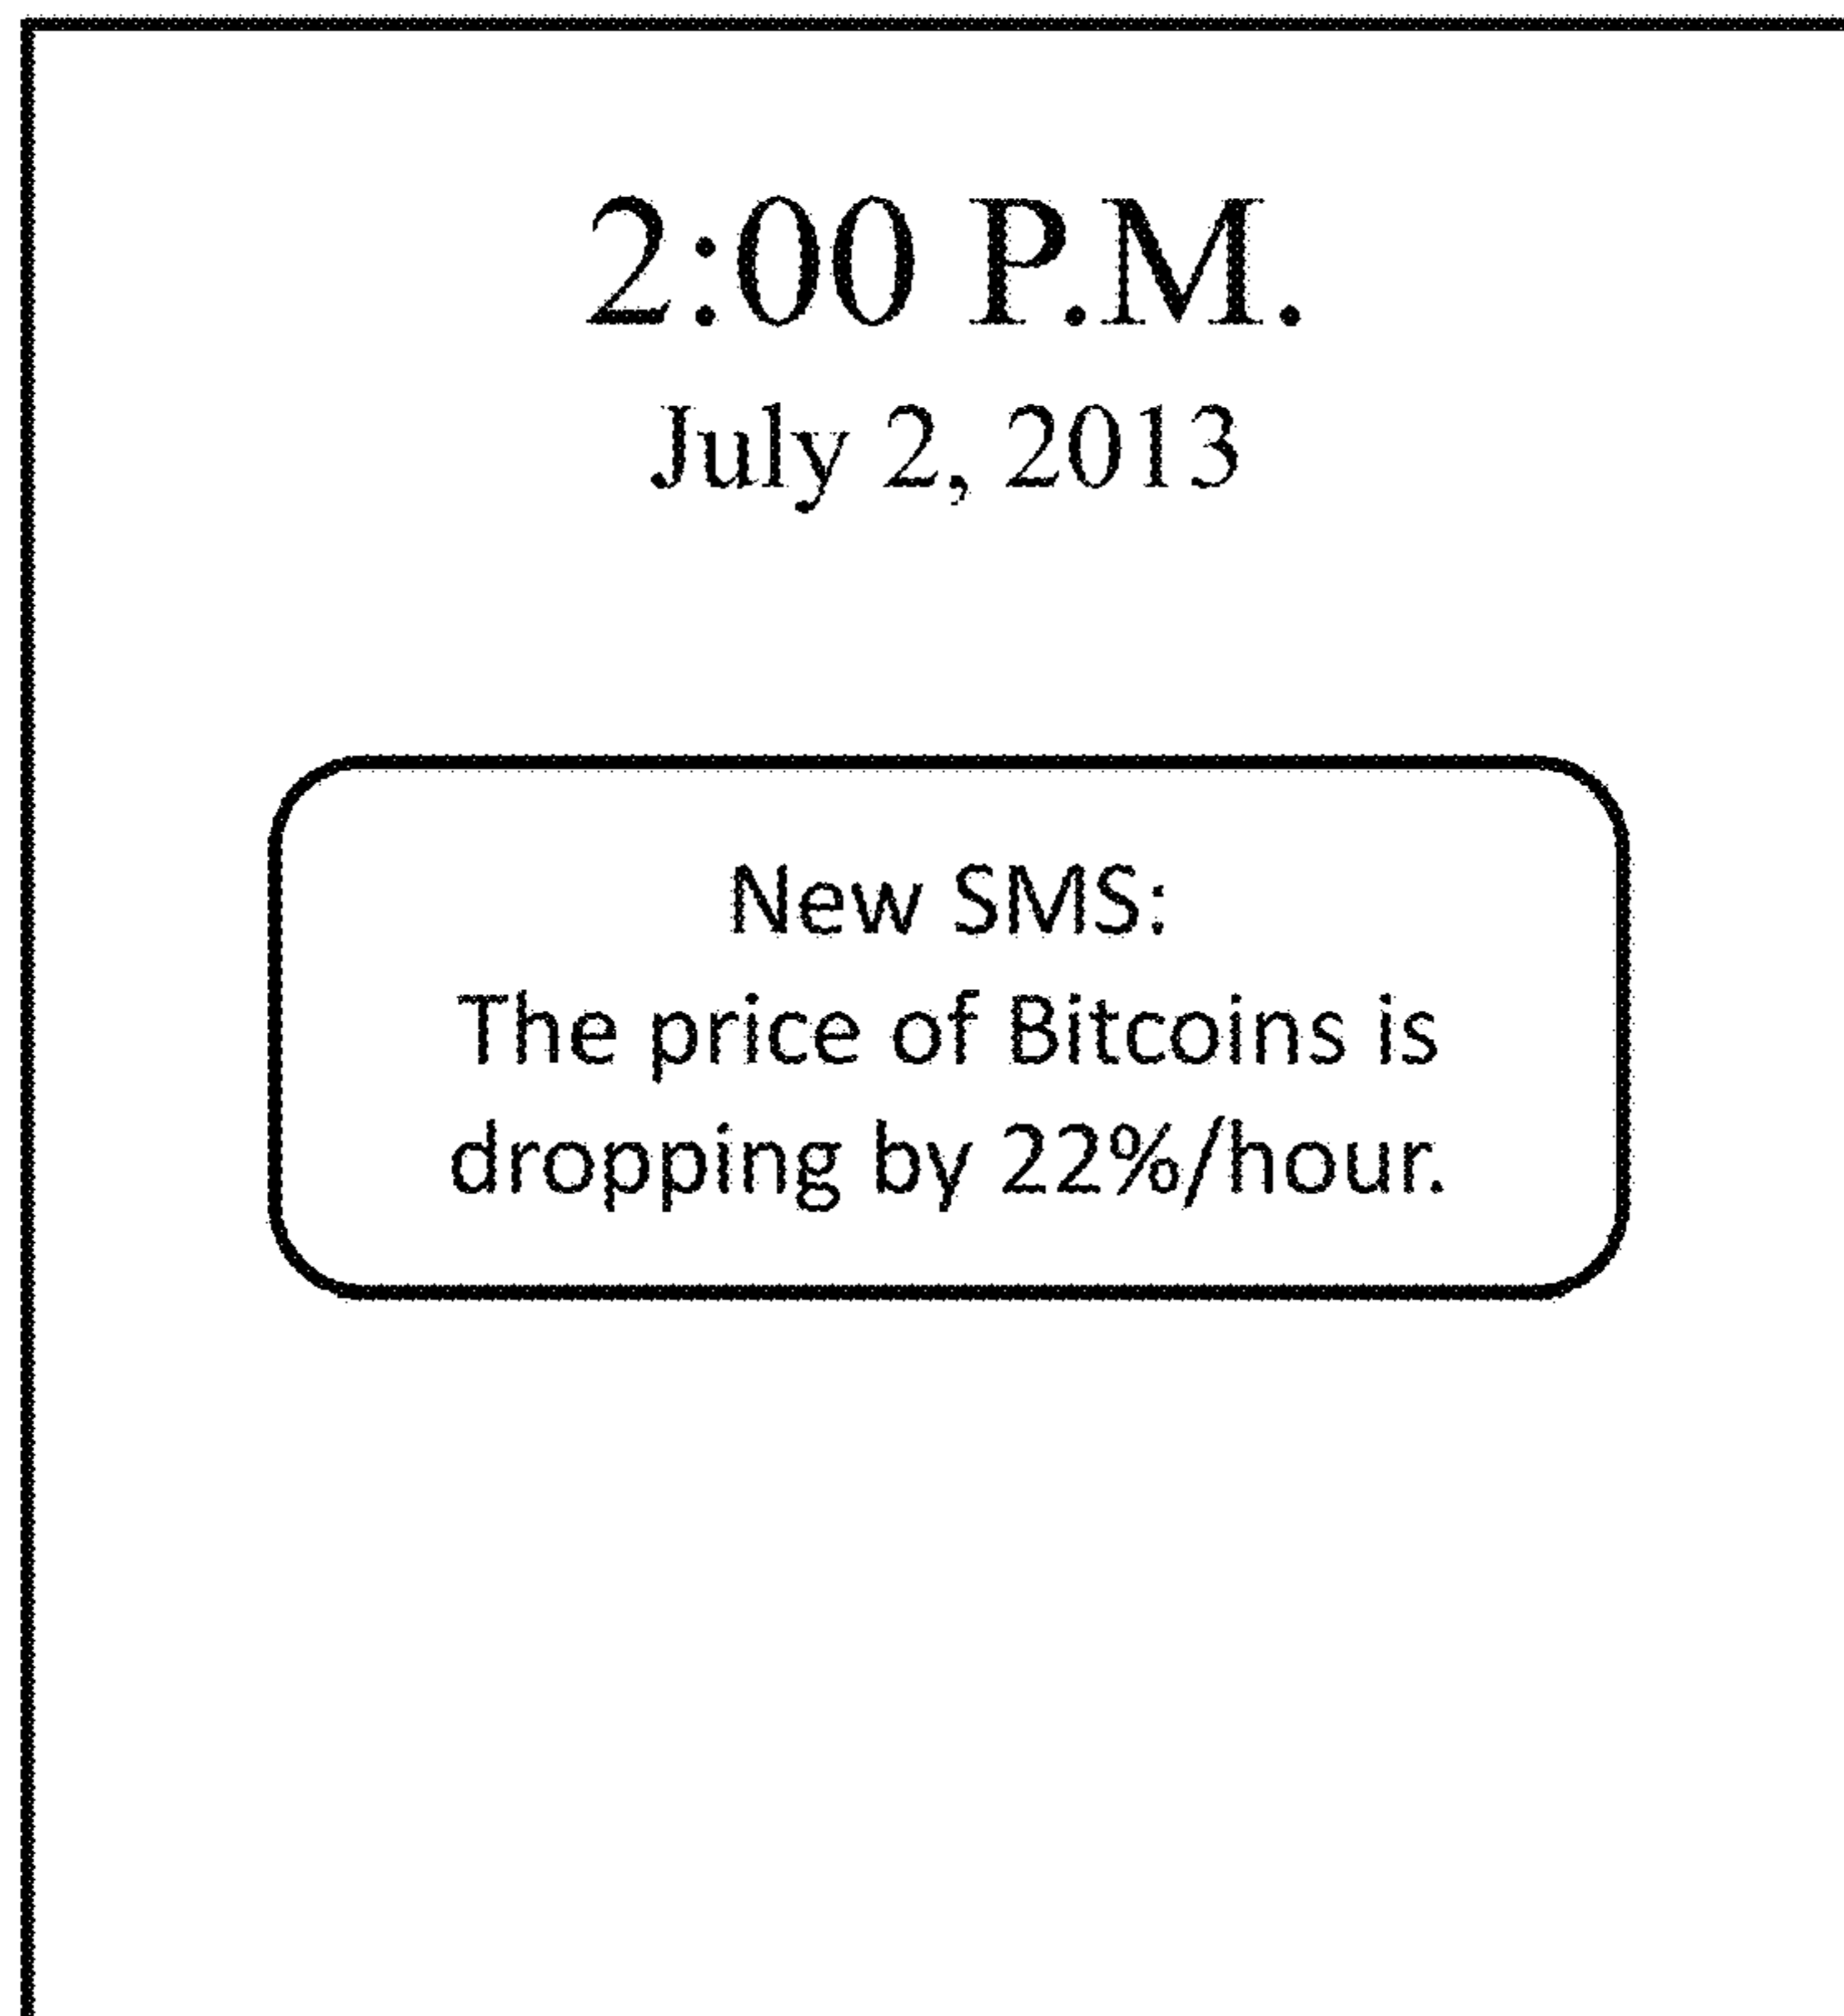 2:00 P.M.
July 2, 2013
New SMS:
The price of Bitcoins is
dropping by 22%/hour.